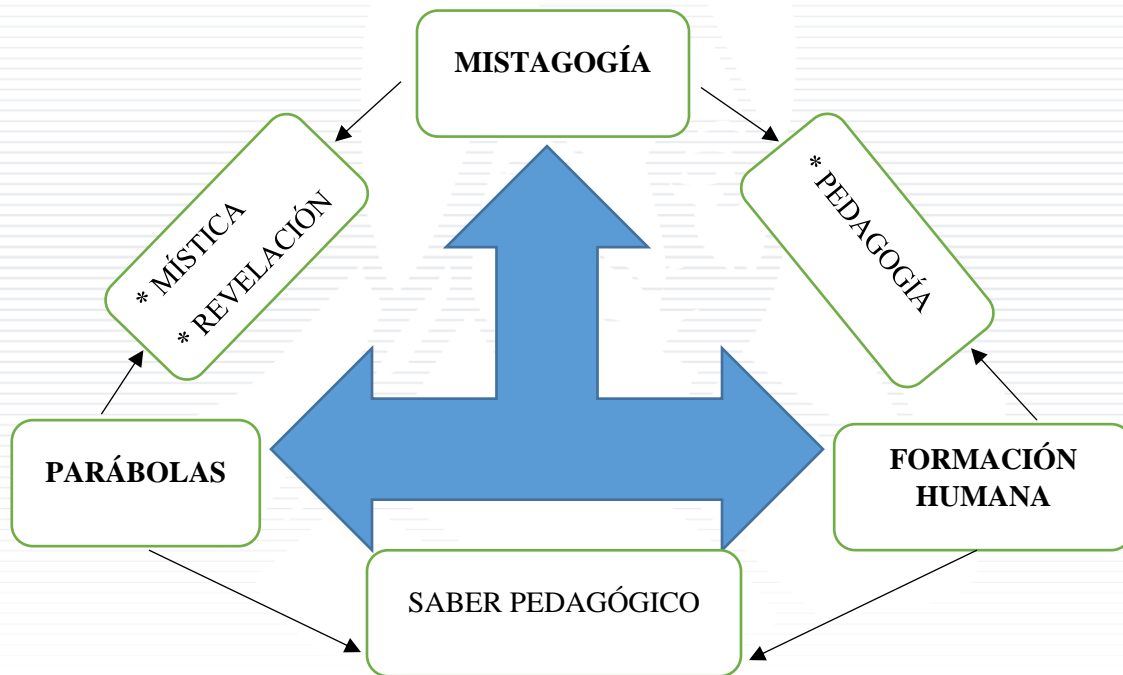 MISTAGOGÍA
* MÍSTICA
* REVELACIÓN
* PEDAGOGÍA
PARÁBOLAS
FORMACIÓN
HUMANA
SABER PEDAGÓGICO